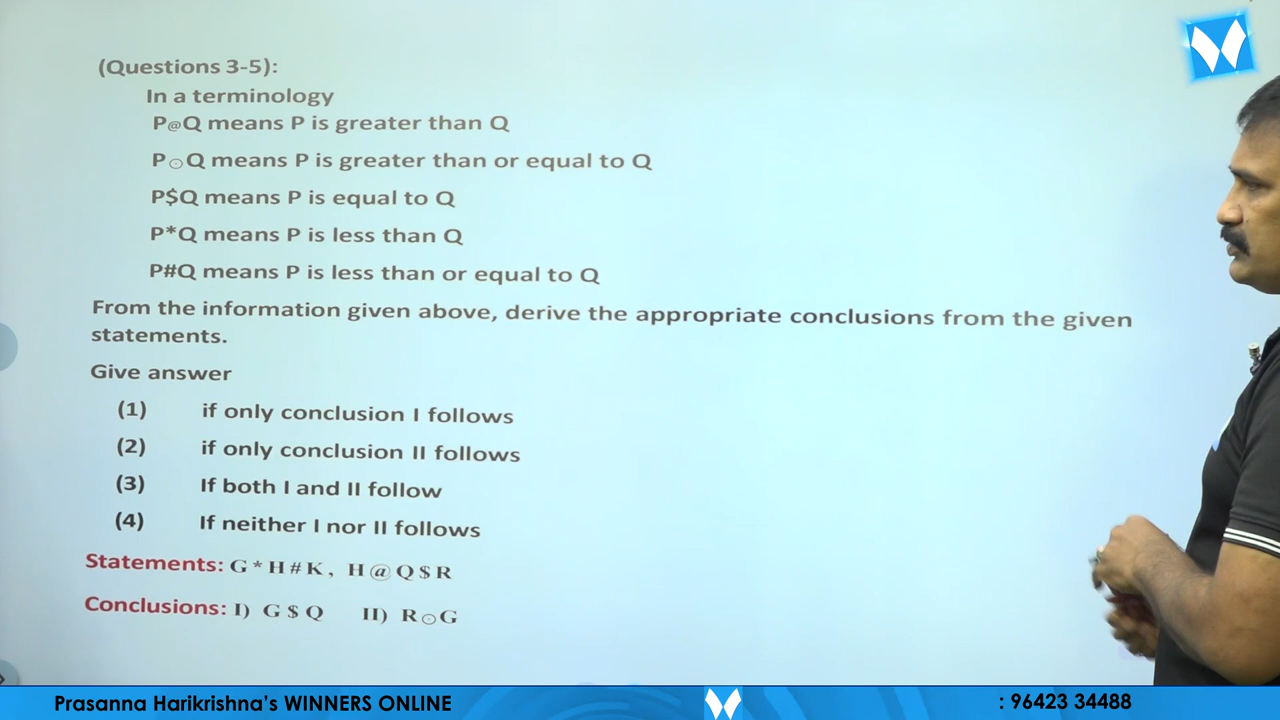 (Questions 3-5):
In a terminology
P@Q means P is greater than Q
P⊙Q means P is greater than or equal to Q
P$Q means P is equal to Q
P*Q means P is less than Q
P#Q means P is less than or equal to Q
From the information given above, derive the appropriate conclusions from the given
statements.
Give answer
(1) if only conclusion I follows
(2) if only conclusion II follows
(3) If both I and II follow
(4) If neither I nor II follows
Statements: G*H#K, H@Q$R
Conclusions: I) G$Q II) R⊙G
Prasanna Harikrishna's WINNERS ONLINE : 96423 34488